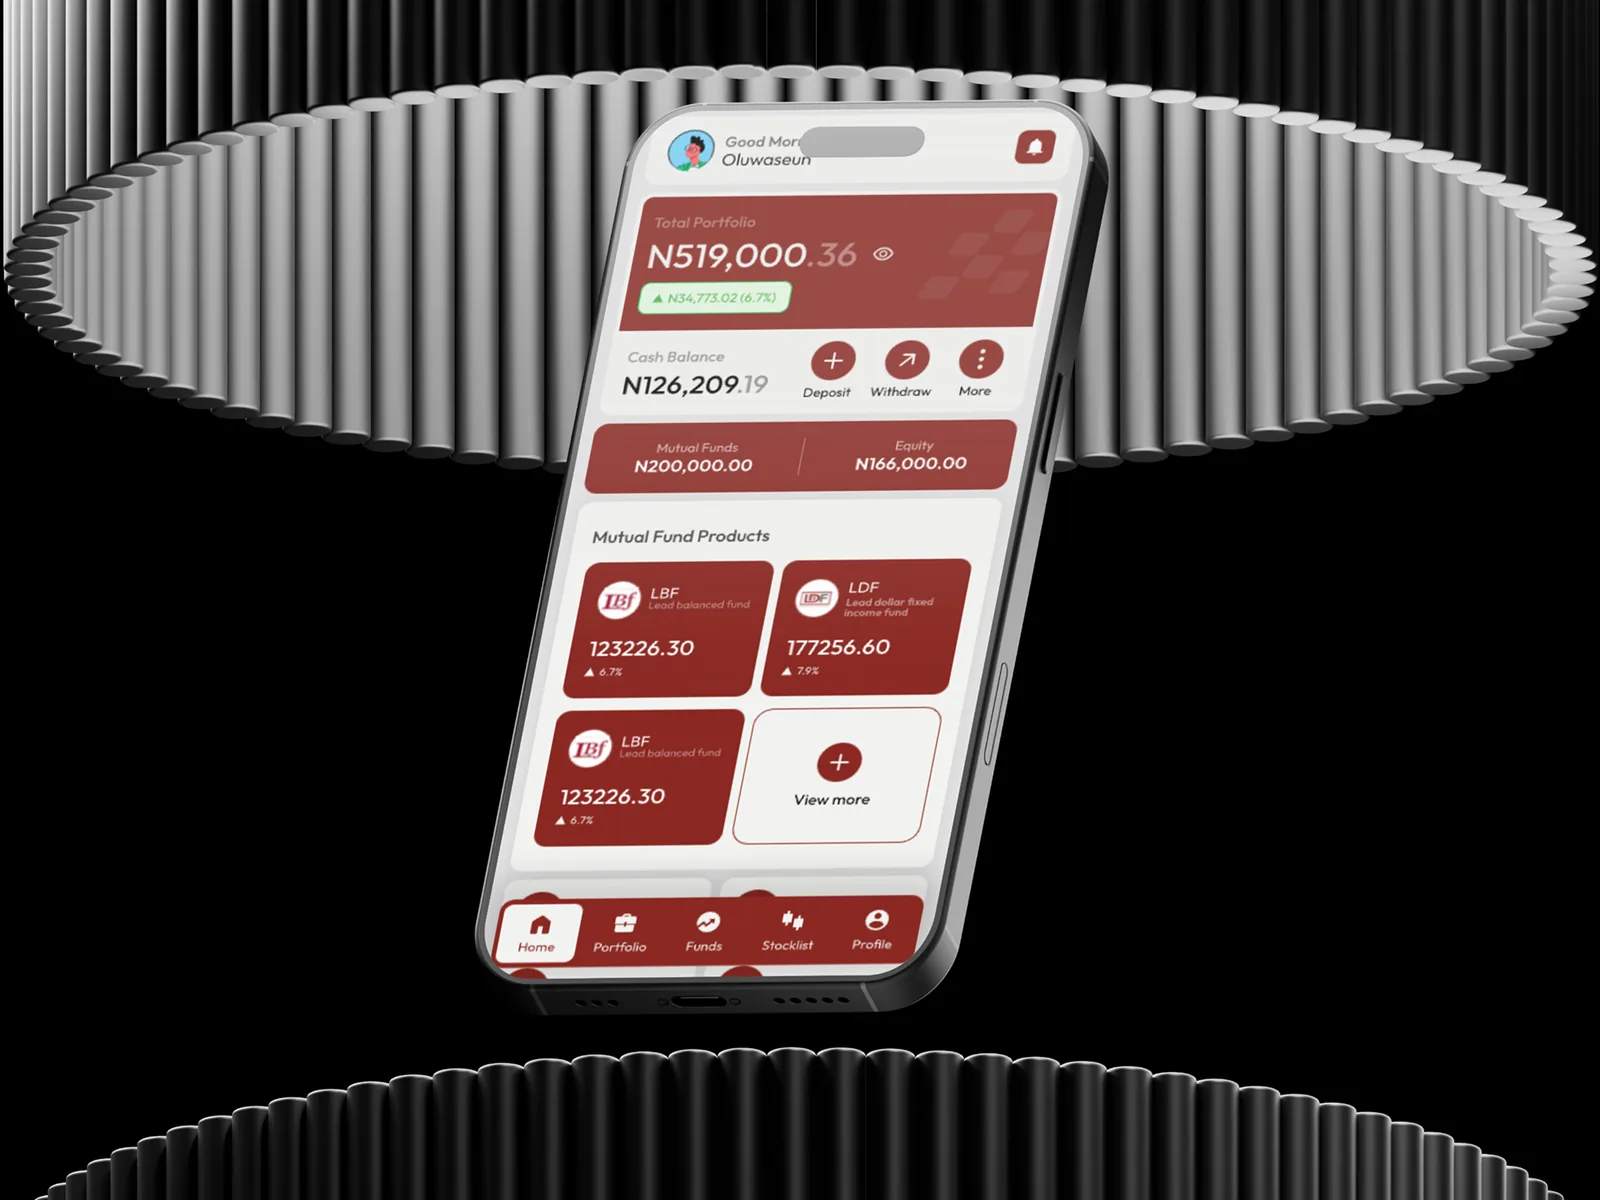 Good Mor
Oluwaseun
Total Portfolio
N519,000.36
▲ N34,773.02 (6.7%)
Cash Balance
N126,209.19
Deposit
Withdraw
More
Mutual Funds
N200,000.00
Equity
N166,000.00
Mutual Fund Products
LBf
LBF
Lead balanced fund
123226.30
▲ 6.7%
LDF
LDF
Lead dollar fixed
income fund
177256.60
▲ 7.9%
LBf
LBF
Lead balanced fund
123226.30
▲ 6.7%
View more
Home
Portfolio
Funds
Stocklist
Profile